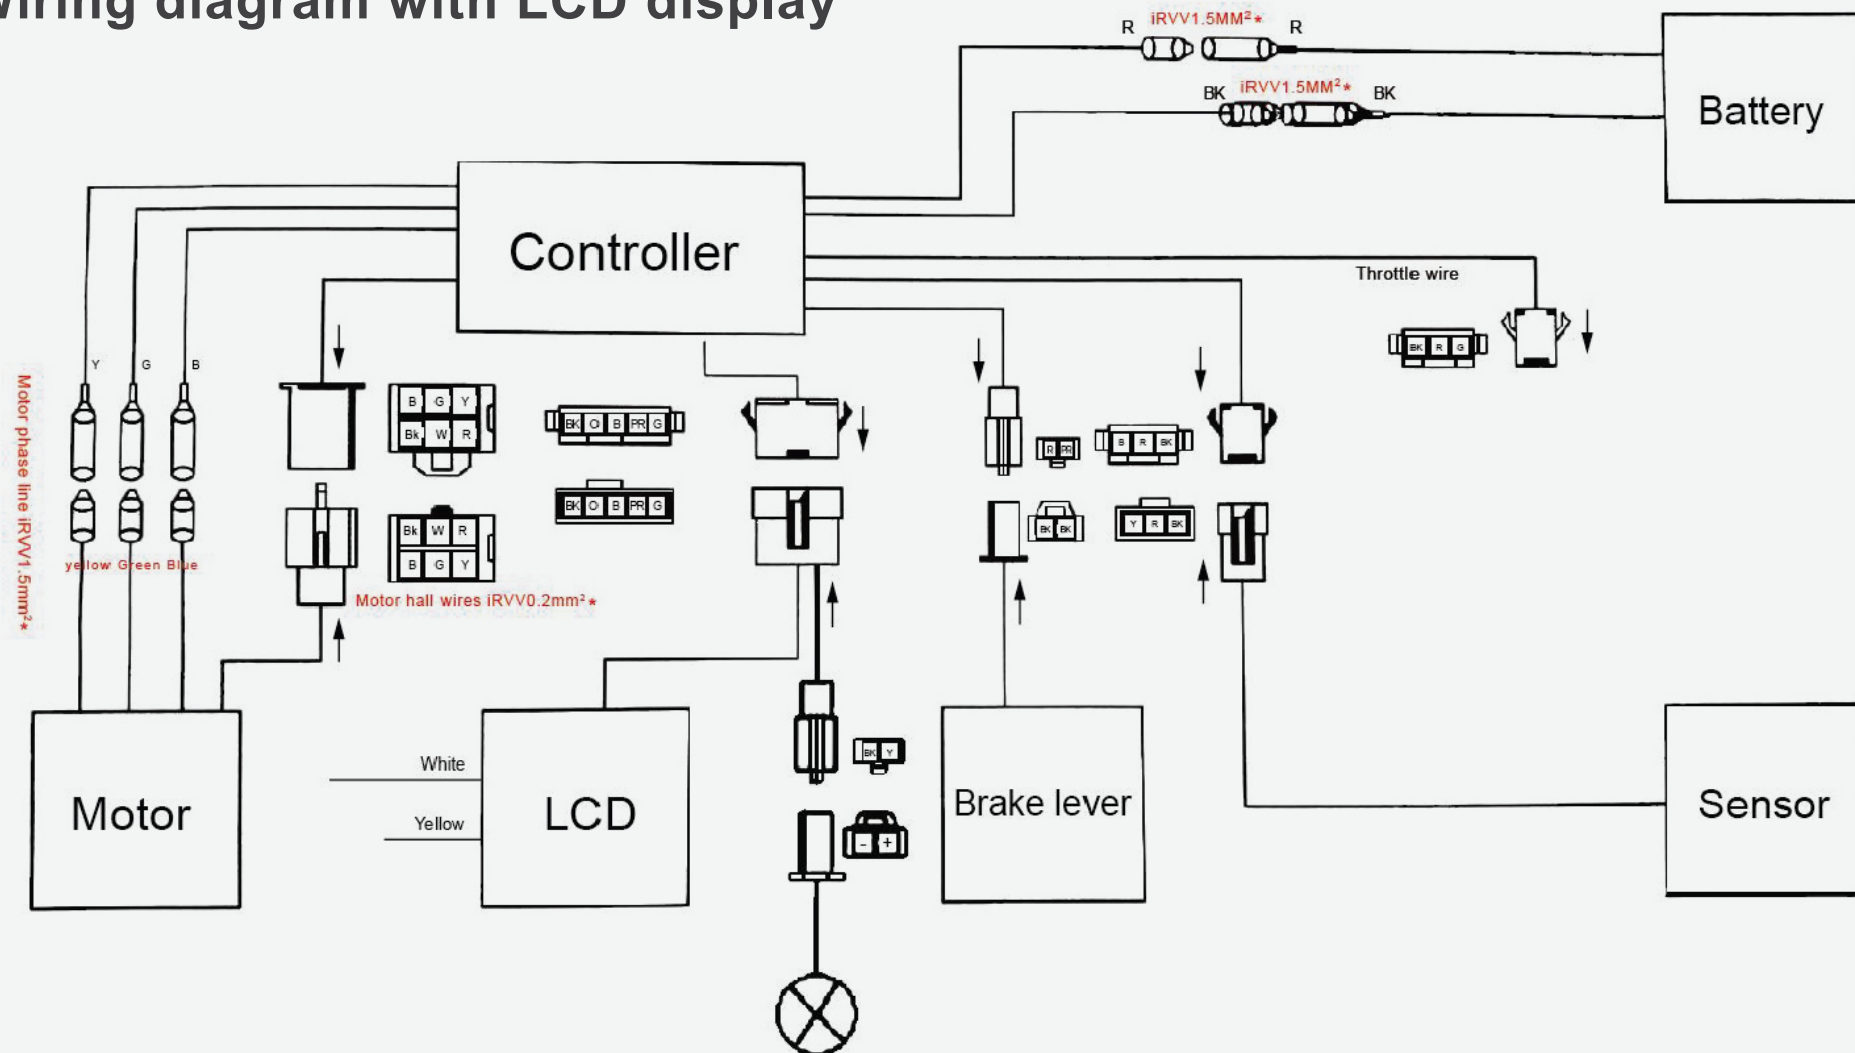 wiring diagram with LCD display
R iRVV1.5MM²* R
BK iRVV1.5MM²* BK
Battery
Controller
Throttle wire
BK R G
Y G B
Motor phase line iRVV1.5mm²*
yellow Green Blue
B G Y
Bk W R
Bk W R
B G Y
Motor hall wires iRVV0.2mm²*
BK O B PR G
BK O B PR G
R PR
BK BK
B R BK
Y R BK
Motor
White
Yellow
LCD
BK Y
- +
Brake lever
Sensor